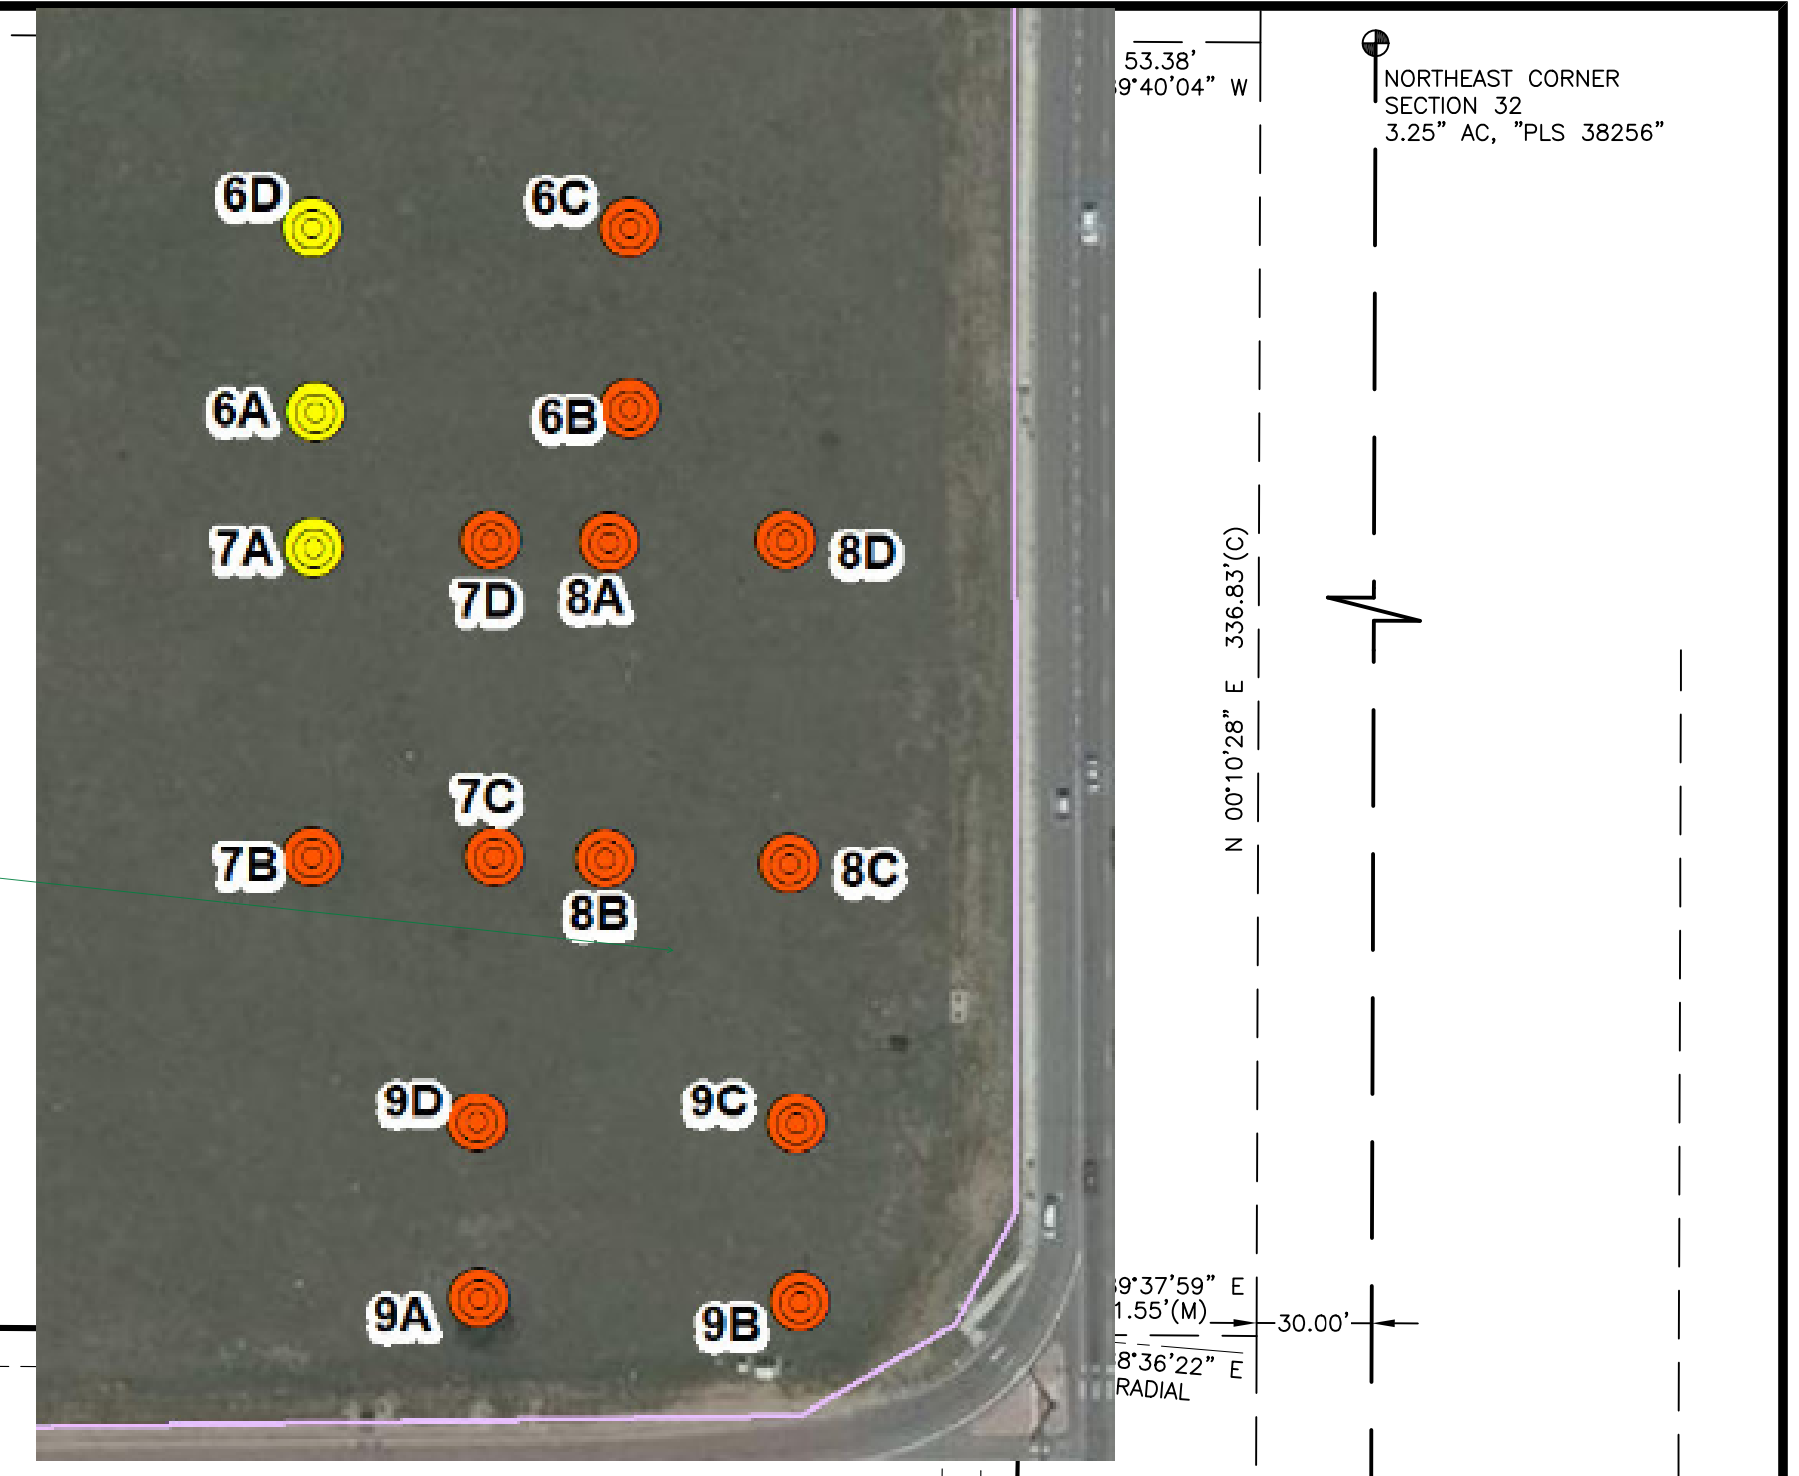 53.38'
9°40'04" W
NORTHEAST CORNER
SECTION 32
3.25" AC, "PLS 38256"
6D
6C
6A
6B
7A
7D
8A
8D
N 00°10'28" E 336.83'(C)
7C
7B
8B
8C
9D
9C
9A
9B
9°37'59" E
1.55'(M)
30.00'
8°36'22" E
RADIAL